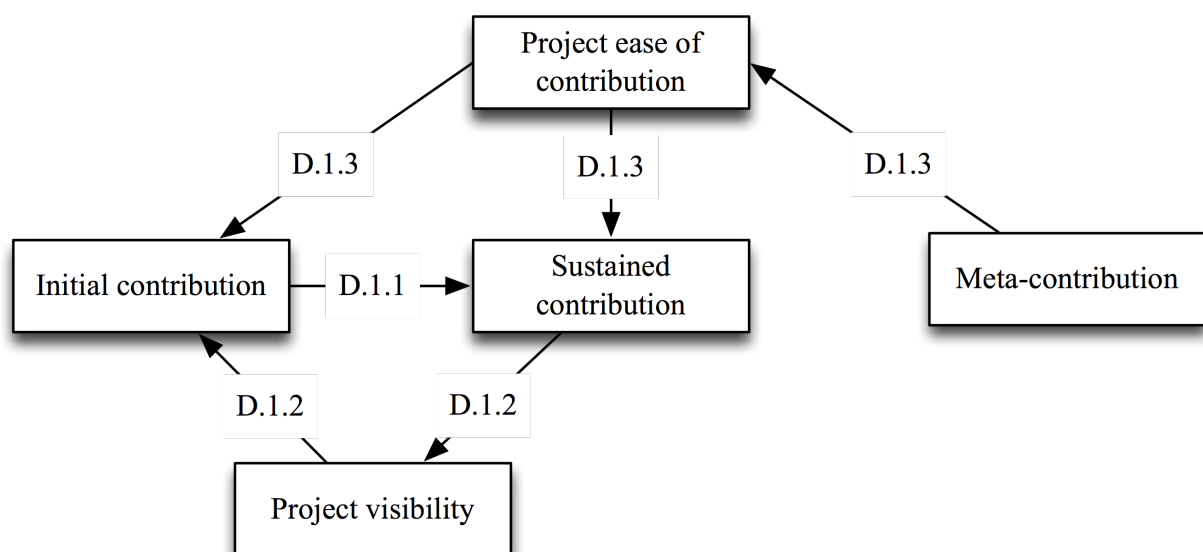 Project ease of
contribution
D.1.3
D.1.3
D.1.3
Initial contribution
D.1.1
Sustained
contribution
Meta-contribution
D.1.2
D.1.2
Project visibility